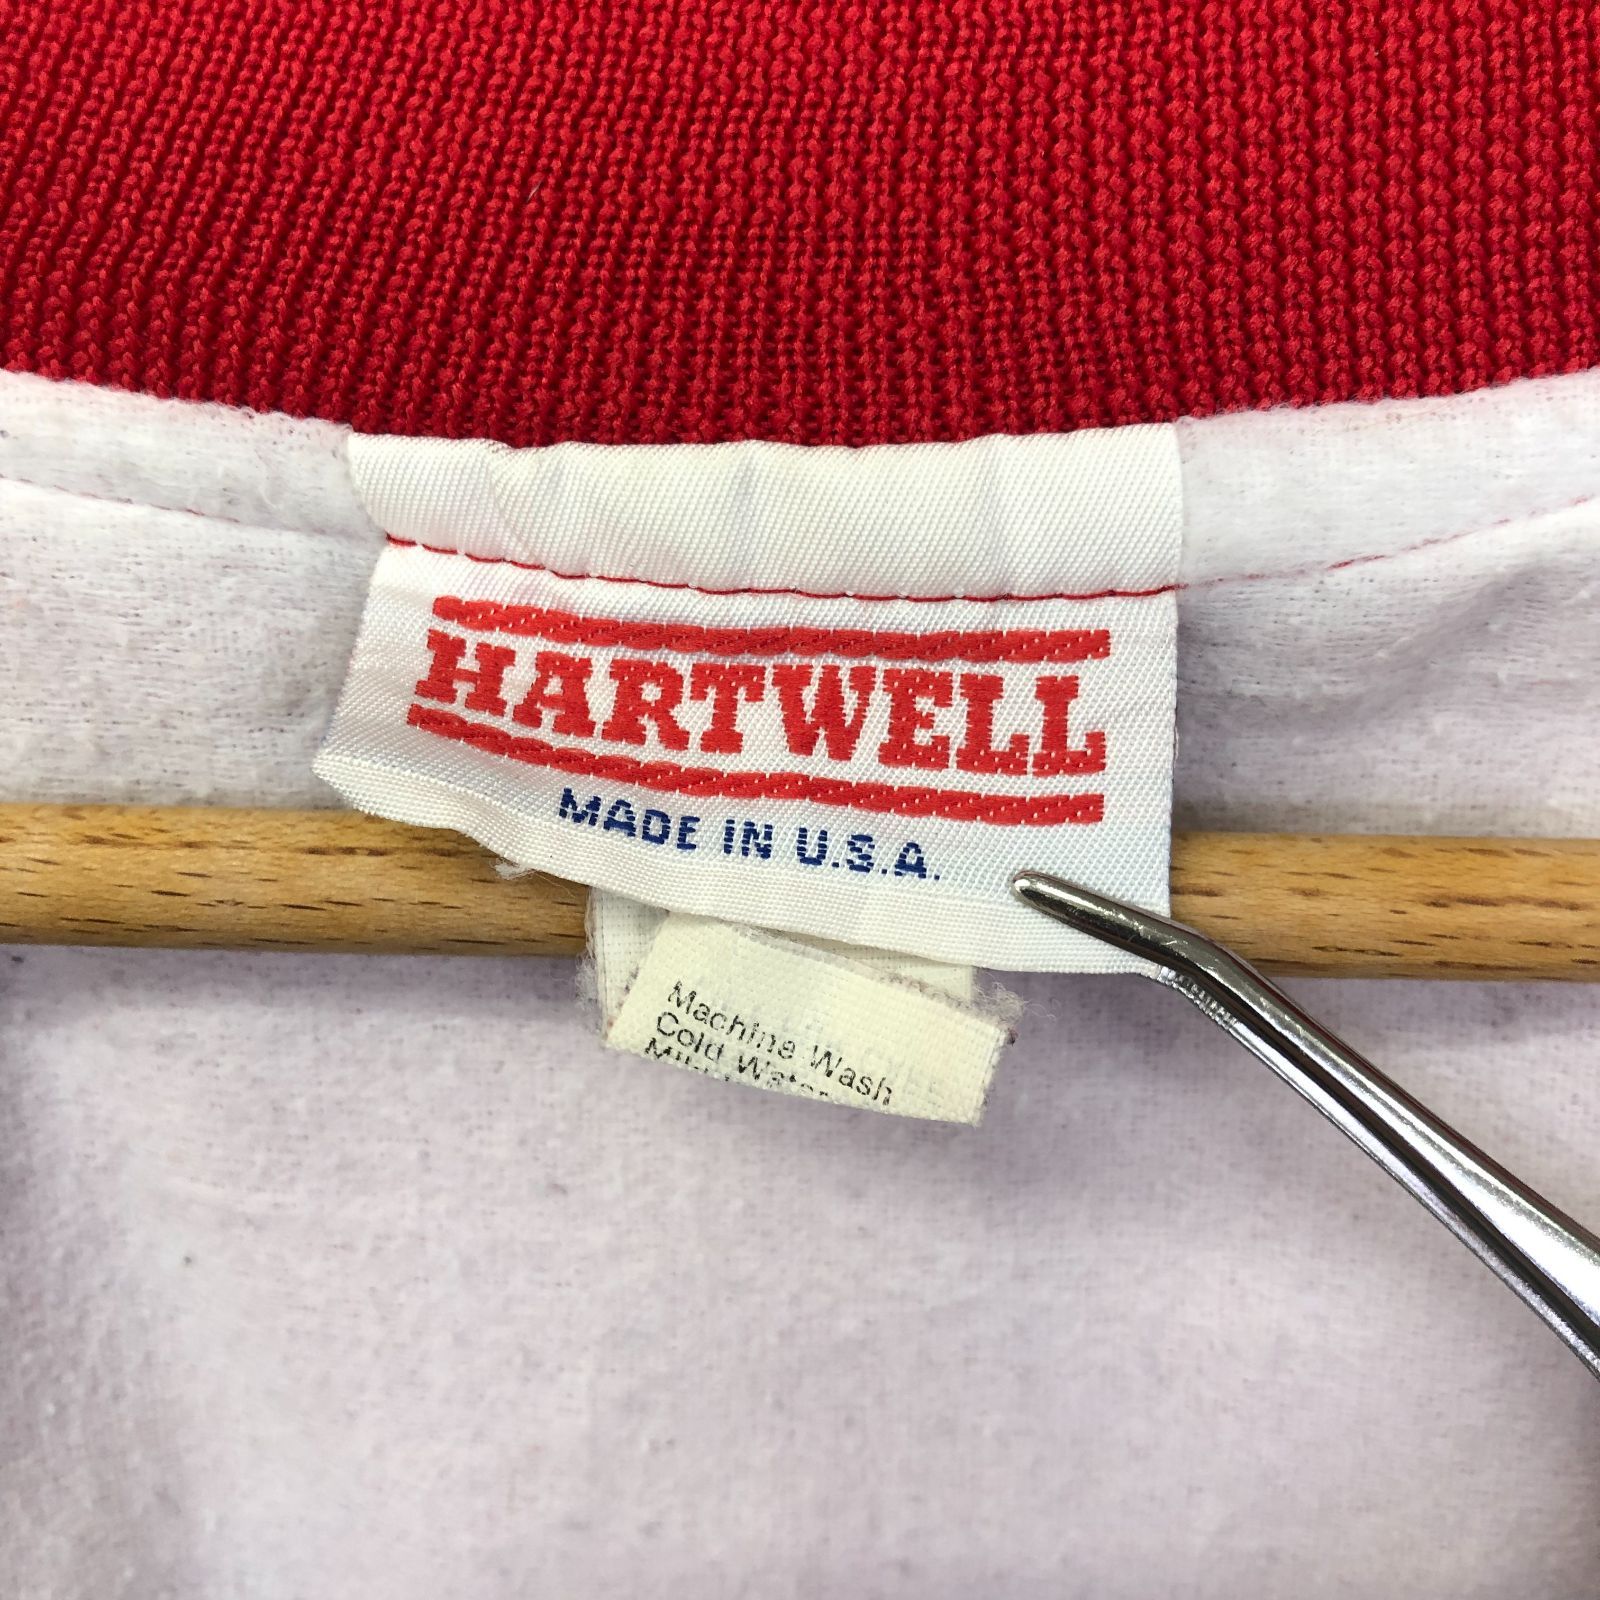 HARTWELL
MADE IN U.S.A.
Machine Wash
Cold Water